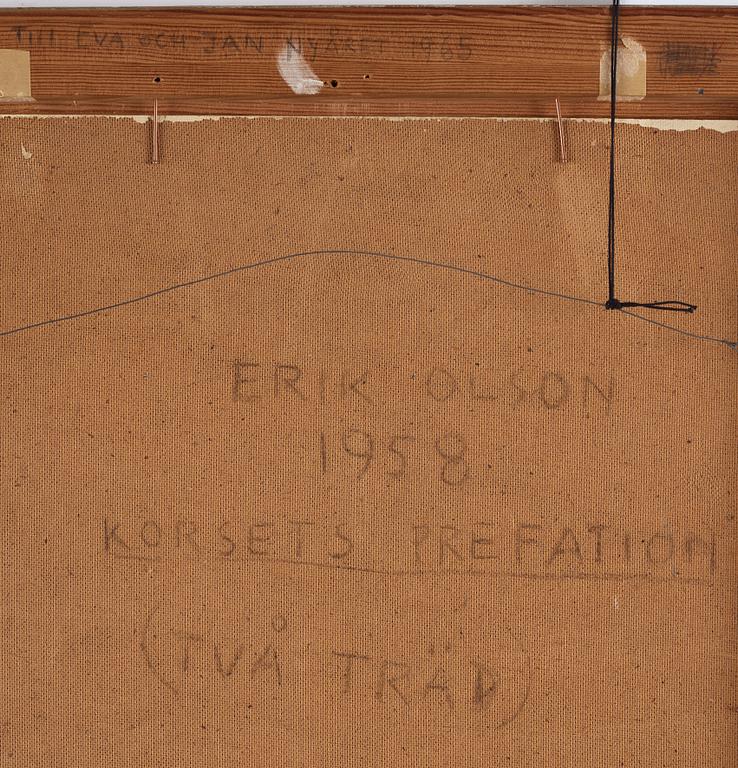 TILL EVA OCH JAN NYÅRET 1965
ERIK OLSON
1958
KORSETS PREFATION
(TVÅ TRÄD)